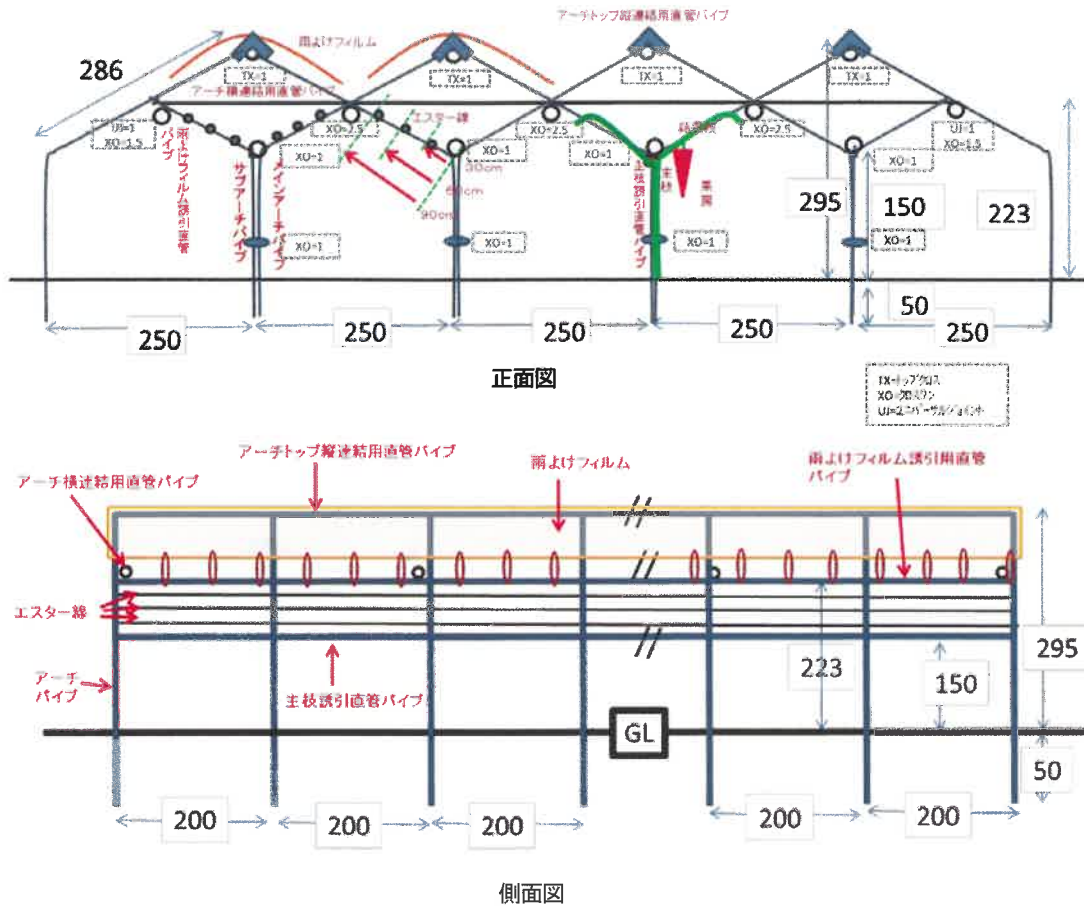 アーチトップ縦連結用直管パイプ
雨よけフィルム
286
TX=1
TX=1
TX=1
TX=1
アーチ横連結用直管パイプ
エスター線
UJ=1
XO=1.5
XO=2.5
XO=2.5
XO=2.5
UJ=1
XO=1.5
結果枝
XO=1
XO=1
XO=1
XO=1
30cm
60cm
90cm
雨よけフィルム誘引直管
パイプ
サブアーチパイプ
メインアーチパイプ
主枝誘引直管パイプ
主枝
果房
295
150
223
XO=1
XO=1
XO=1
XO=1
50
250
250
250
250
250
正面図
TX=トップクロス
XO=クロスワン
UJ=ユニバーサルジョイント
アーチトップ縦連結用直管パイプ
アーチ横連結用直管パイプ
雨よけフィルム
雨よけフィルム誘引用直管
パイプ
エスター線
アーチ
パイプ
主枝誘引直管パイプ
223
150
295
GL
50
200
200
200
200
200
側面図